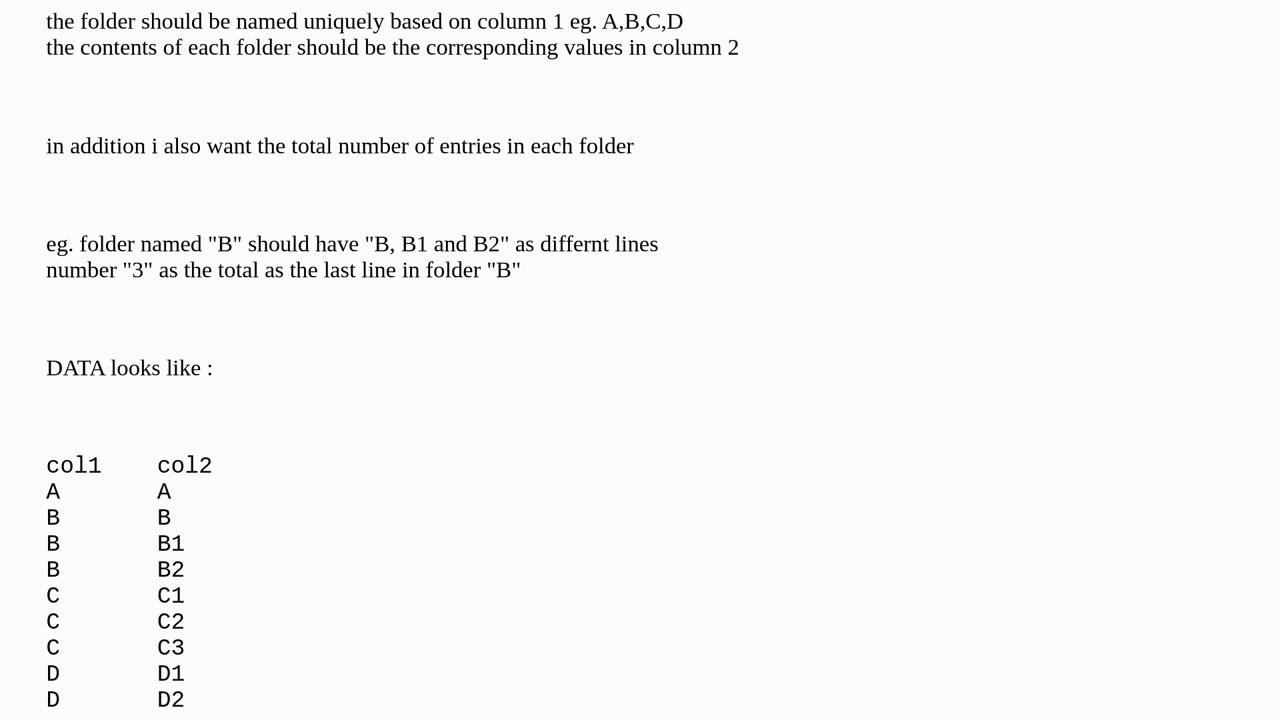 the folder should be named uniquely based on column 1 eg. A,B,C,D
the contents of each folder should be the corresponding values in column 2
in addition i also want the total number of entries in each folder
eg. folder named "B" should have "B, B1 and B2" as differnt lines
number "3" as the total as the last line in folder "B"
DATA looks like :
col1    col2
A       A
B       B
B       B1
B       B2
C       C1
C       C2
C       C3
D       D1
D       D2